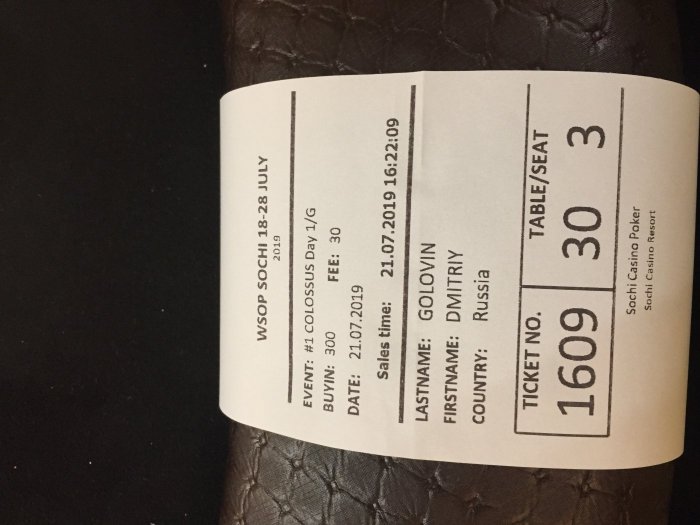 WSOP SOCHI 18-28 JULY
2019
EVENT: #1 COLOSSUS Day 1/G
BUYIN: 300 FEE: 30
DATE: 21.07.2019
Sales time: 21.07.2019 16:22:09
LASTNAME: GOLOVIN
FIRSTNAME: DMITRIY
COUNTRY: Russia
TICKET NO. TABLE/SEAT
1609 30 3
Sochi Casino Poker
Sochi Casino Resort